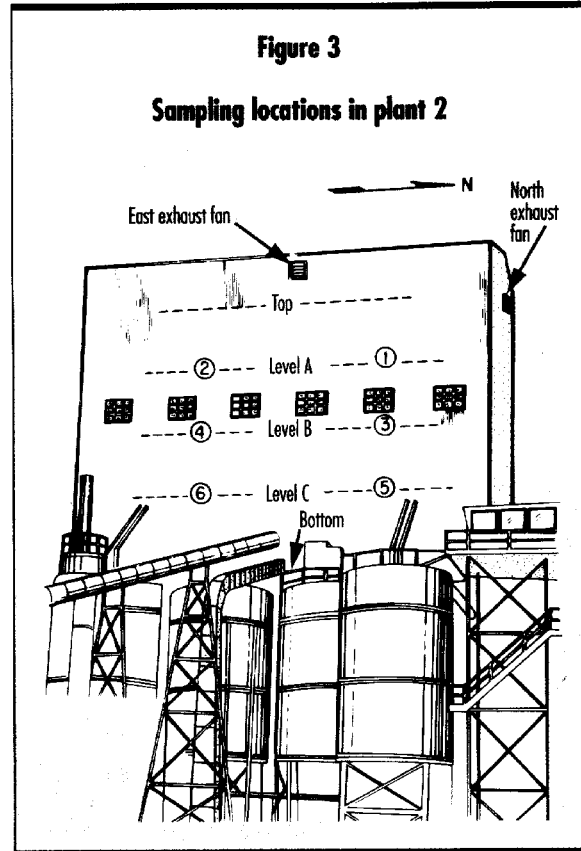 Figure 3
Sampling locations in plant 2
N
North
exhaust
fan
East exhaust fan
Top
② Level A ①
④ Level B ③
⑥ Level C ⑤
Bottom